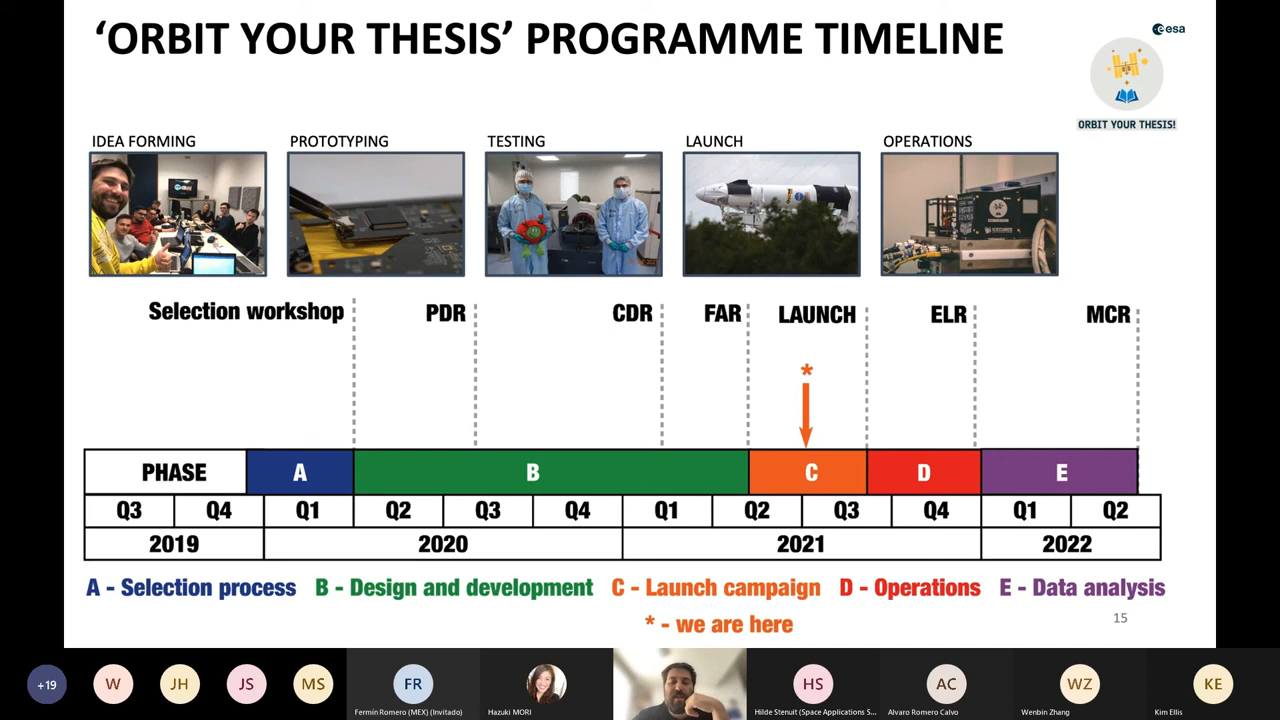 ‘ORBIT YOUR THESIS’ PROGRAMME TIMELINE
esa
ORBIT YOUR THESIS!
IDEA FORMING
PROTOTYPING
TESTING
LAUNCH
OPERATIONS
Selection workshop
PDR
CDR
FAR
LAUNCH
ELR
MCR
*
PHASE
A
B
C
D
E
Q3
Q4
Q1
Q2
Q3
Q4
Q1
Q2
Q3
Q4
Q1
Q2
2019
2020
2021
2022
A - Selection process
B - Design and development
C - Launch campaign
D - Operations
E - Data analysis
* - we are here
15
+19
W
JH
JS
MS
FR
Fermín Romero (MEX) (Invitado)
Hazuki MORI
HS
Hilde Stenuit (Space Applications S...
AC
Alvaro Romero Calvo
WZ
Wenbin Zhang
KE
Kim Ellis